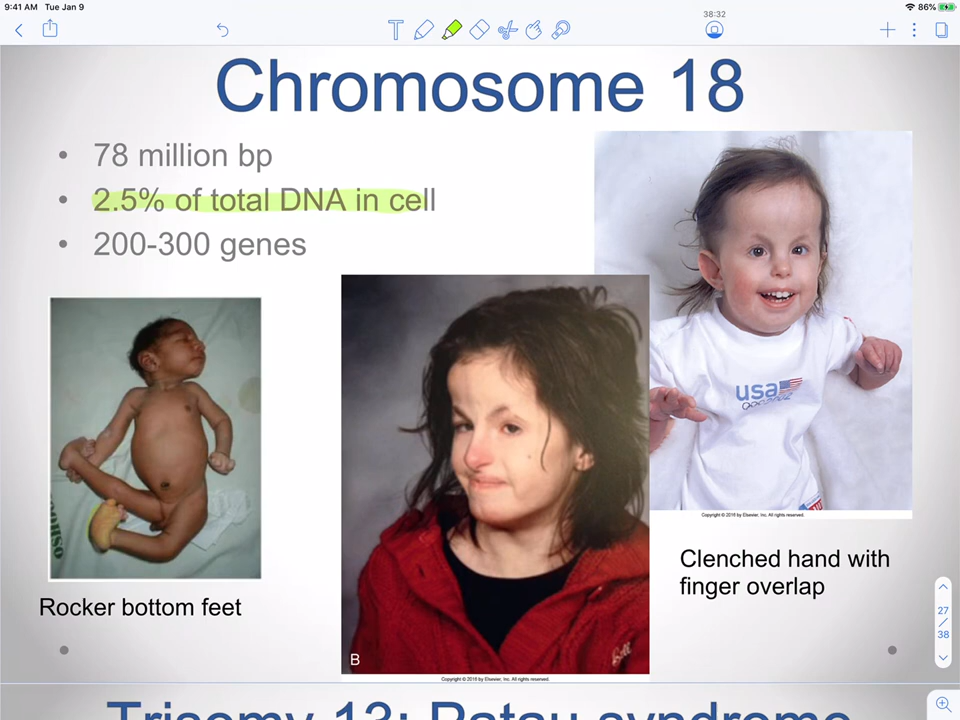 9:41 AM Tue Jan 9
86%
38:32
Chromosome 18
• 78 million bp
• 2.5% of total DNA in cell
• 200-300 genes
usa
Copyright © 2016 by Elsevier, Inc. All rights reserved.
Clenched hand with
finger overlap
Rocker bottom feet
B
Copyright © 2016 by Elsevier, Inc. All rights reserved.
27
/
38
Trisomy 13: Patau syndrome